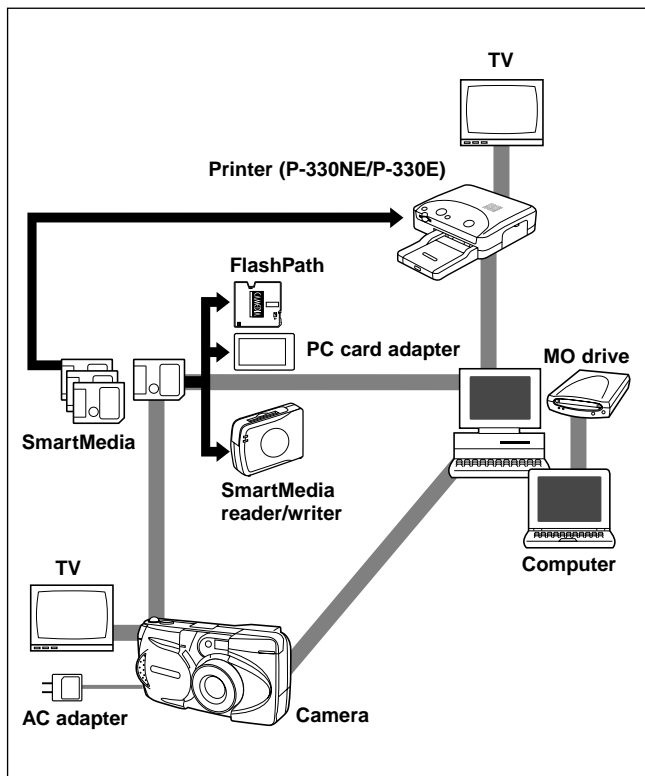 TV
Printer (P-330NE/P-330E)
FlashPath
CAMEDIA
PC card adapter
MO drive
SmartMedia
SmartMedia
reader/writer
Computer
TV
AC adapter
Camera